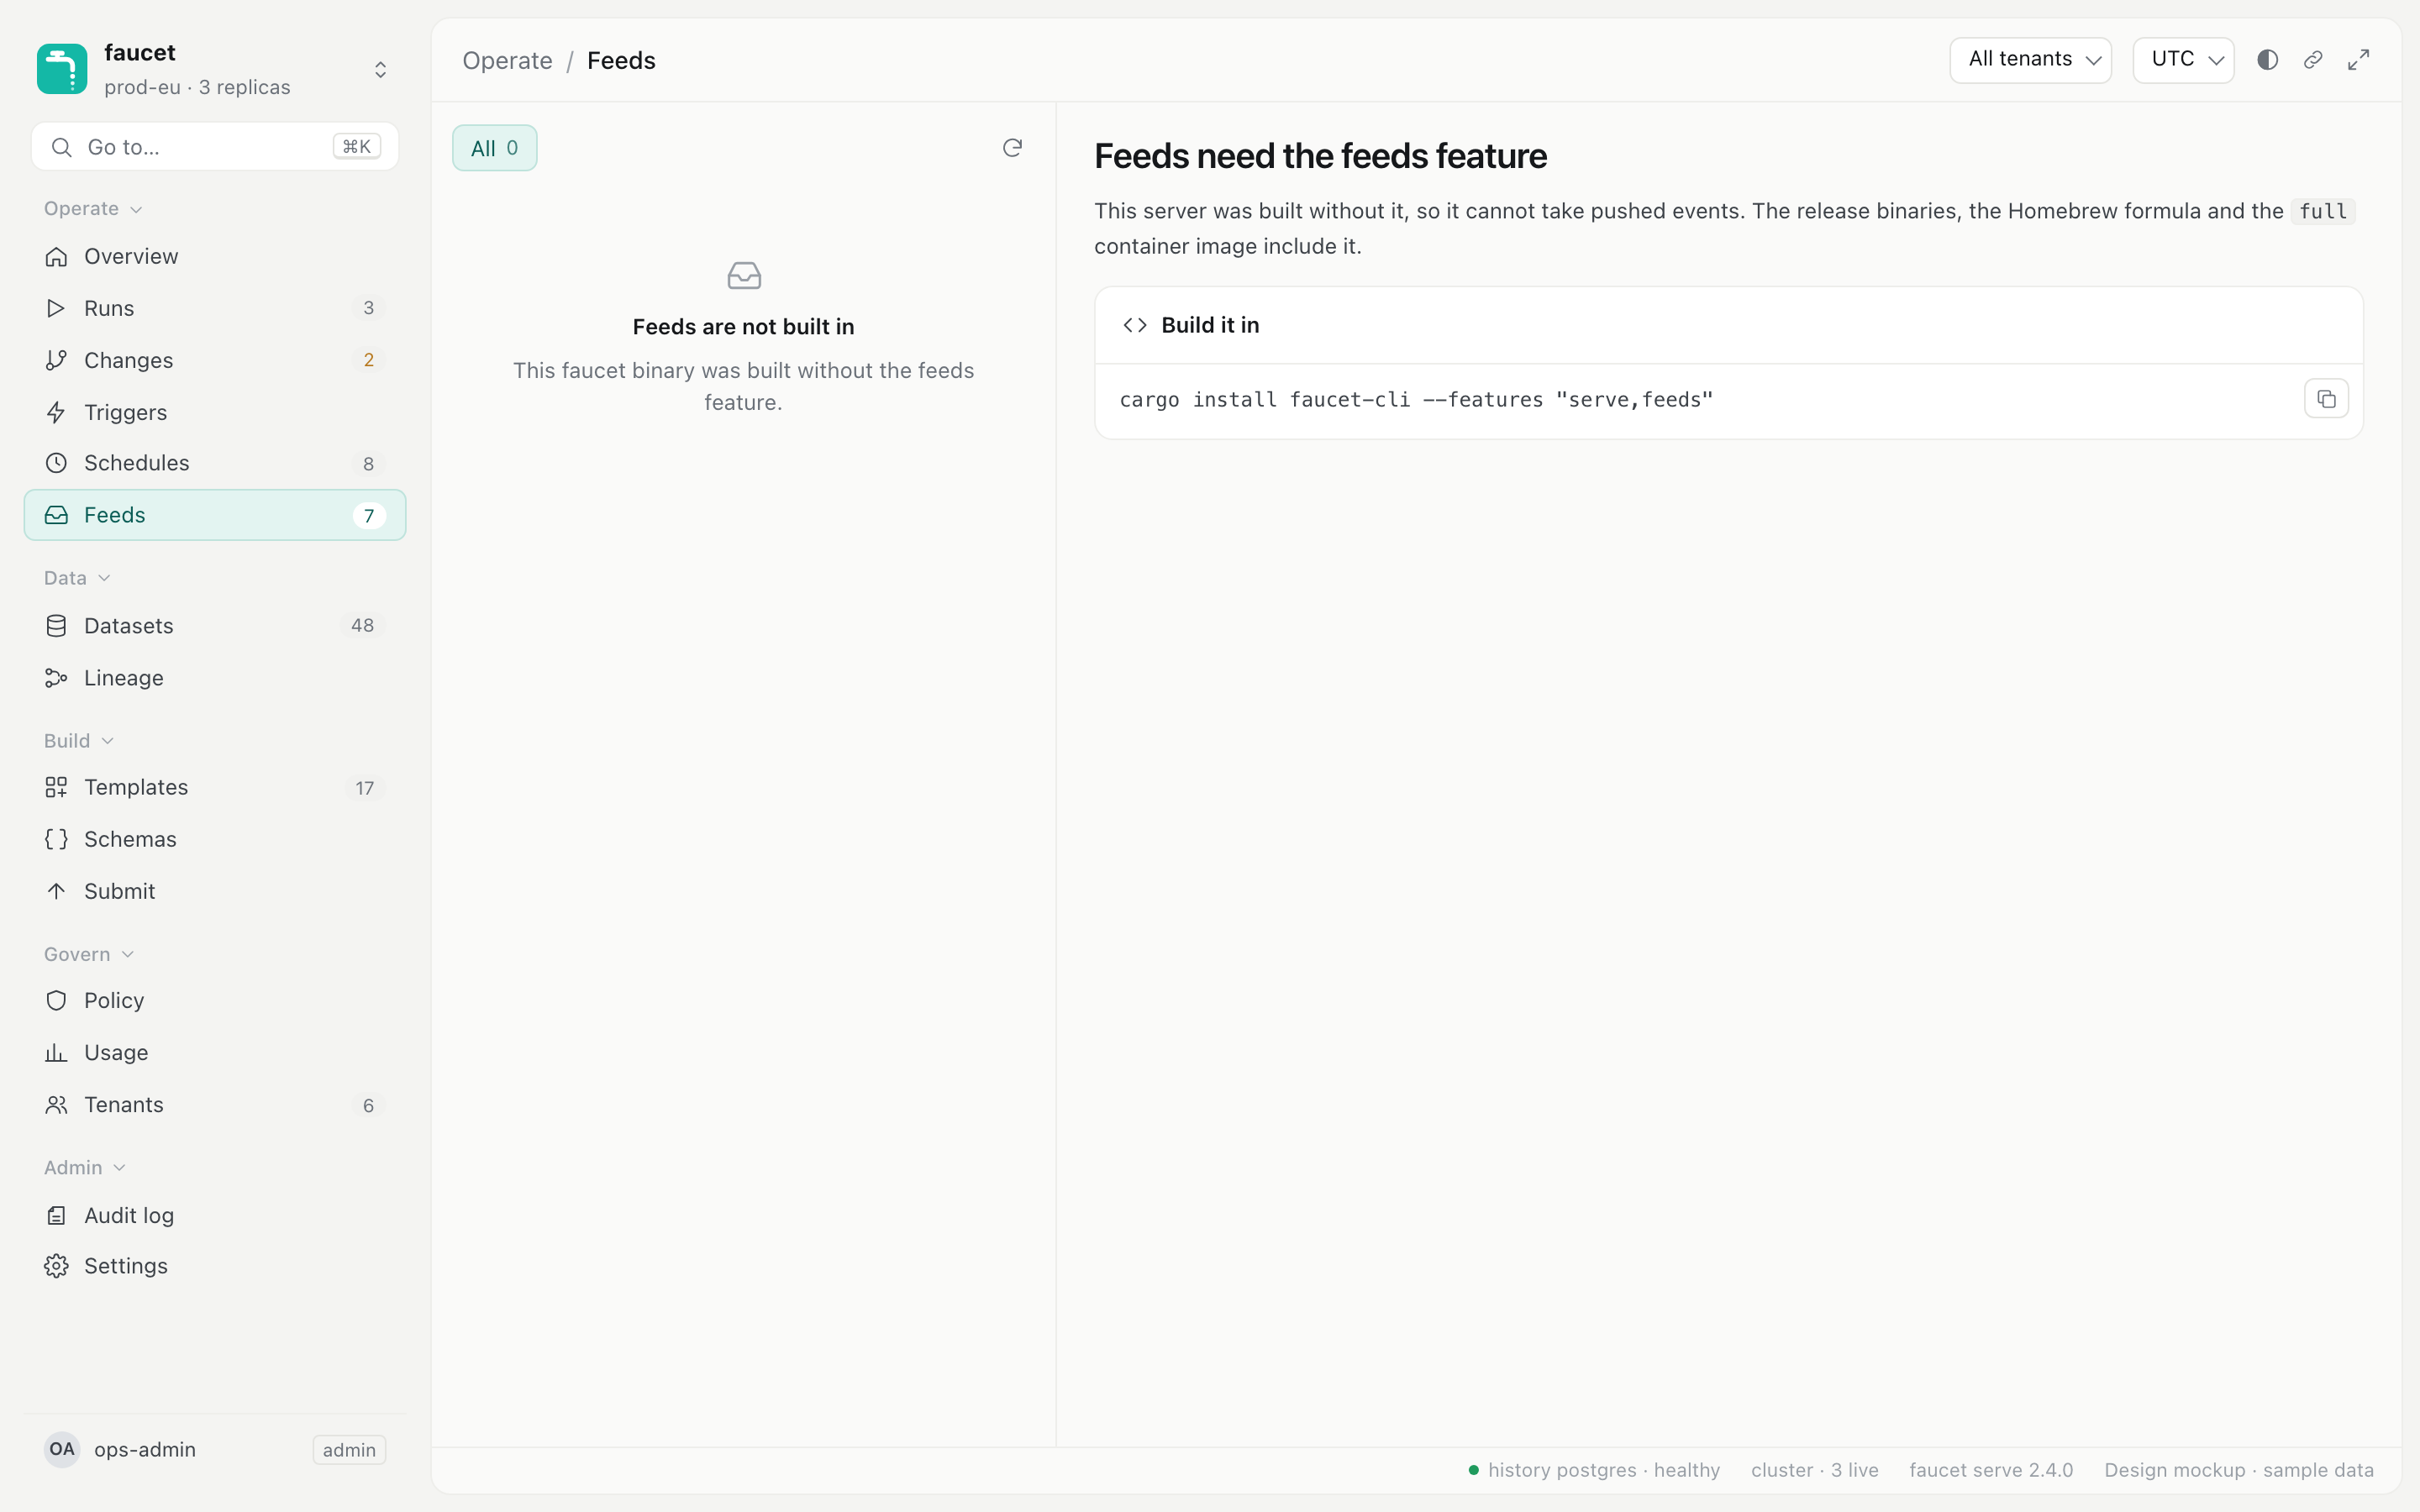 faucet
prod-eu · 3 replicas
Go to...
⌘K
Operate
Overview
Runs 3
Changes 2
Triggers
Schedules 8
Feeds 7
Data
Datasets 48
Lineage
Build
Templates 17
Schemas
Submit
Govern
Policy
Usage
Tenants 6
Admin
Audit log
Settings
OA ops-admin admin
Operate / Feeds
All tenants
UTC
All 0
Feeds are not built in
This faucet binary was built without the feeds
feature.
Feeds need the feeds feature
This server was built without it, so it cannot take pushed events. The release binaries, the Homebrew formula and the full
container image include it.
Build it in
cargo install faucet-cli --features "serve,feeds"
history postgres · healthy
cluster · 3 live
faucet serve 2.4.0
Design mockup · sample data